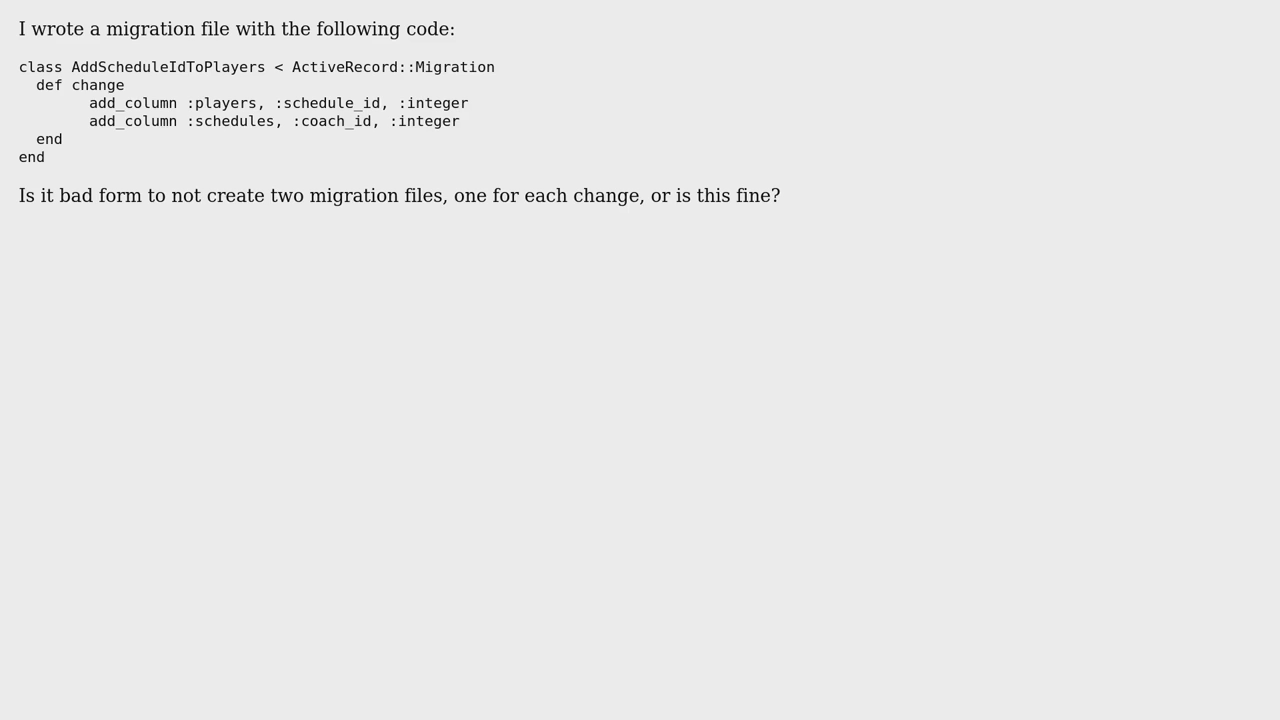 I wrote a migration file with the following code:
class AddScheduleIdToPlayers < ActiveRecord::Migration
  def change
        add_column :players, :schedule_id, :integer
        add_column :schedules, :coach_id, :integer
  end
end
Is it bad form to not create two migration files, one for each change, or is this fine?